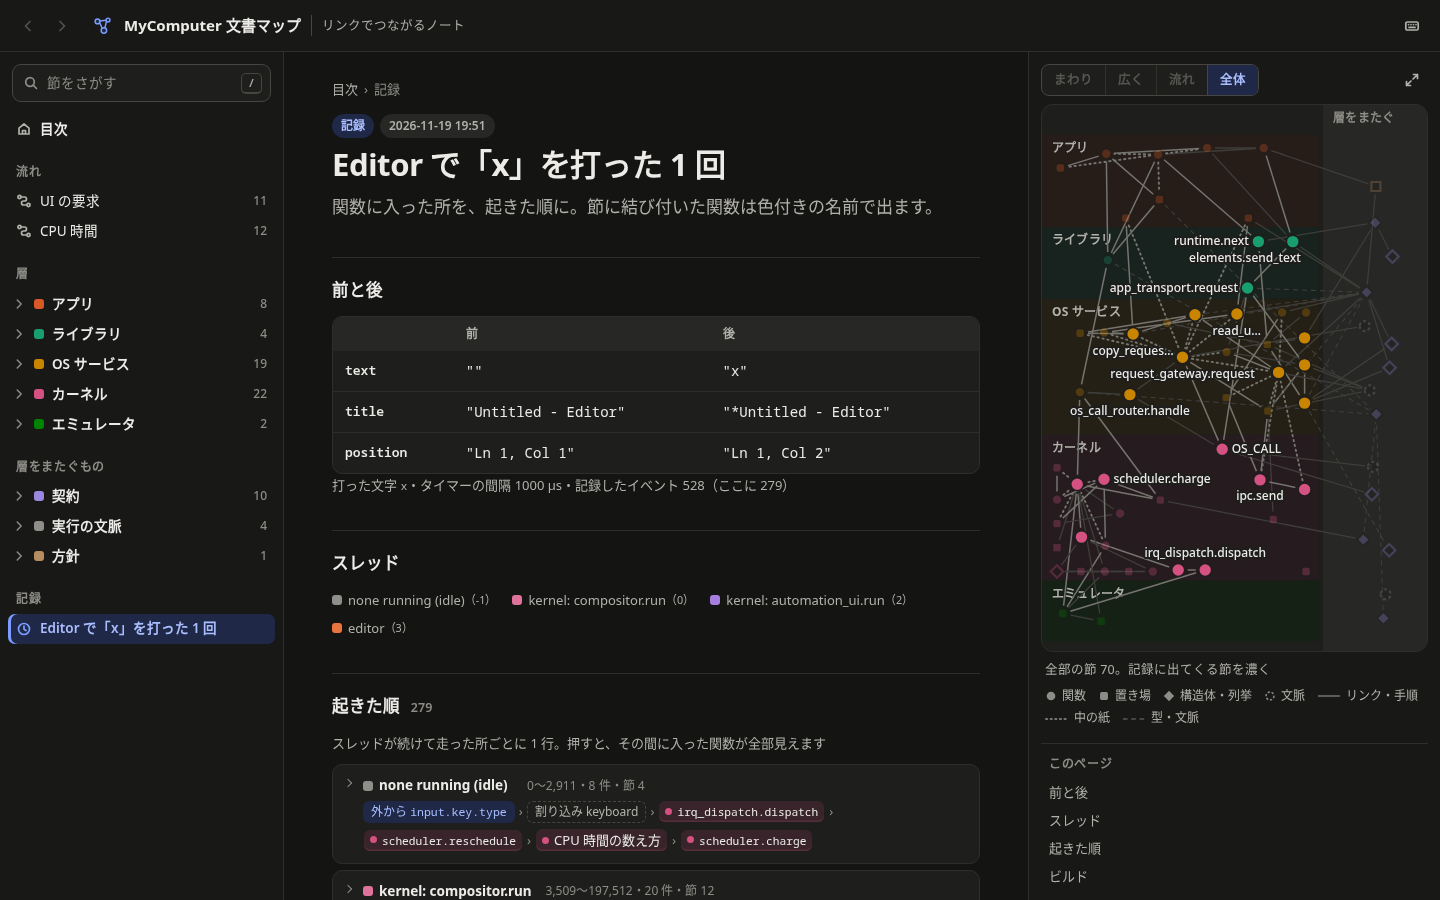 MyComputer 文書マップ
リンクでつながるノート
節をさがす
/
目次
流れ
UI の要求 11
CPU 時間 12
層
アプリ 8
ライブラリ 4
OS サービス 19
カーネル 22
エミュレータ 2
層をまたぐもの
契約 10
実行の文脈 4
方針 1
記録
Editor で「x」を打った 1 回
目次 › 記録
記録 2026-11-19 19:51
Editor で「x」を打った 1 回
関数に入った所を、起きた順に。節に結び付いた関数は色付きの名前で出ます。
前と後
前 後
text "" "x"
title "Untitled - Editor" "*Untitled - Editor"
position "Ln 1, Col 1" "Ln 1, Col 2"
打った文字 x・タイマーの間隔 1000 µs・記録したイベント 528（ここに 279）
スレッド
none running (idle)（-1） kernel: compositor.run（0） kernel: automation_ui.run（2）
editor（3）
起きた順 279
スレッドが続けて走った所ごとに 1 行。押すと、その間に入った関数が全部見えます
none running (idle) 0〜2,911・8 件・節 4
外から input.key.type › 割り込み keyboard › irq_dispatch.dispatch ›
scheduler.reschedule › CPU 時間の数え方 › scheduler.charge
kernel: compositor.run 3,509〜197,512・20 件・節 12
まわり 広く 流れ 全体
層をまたぐ
アプリ
ライブラリ
runtime.next
elements.send_text
app_transport.request
OS サービス
read_u...
copy_reques...
request_gateway.request
os_call_router.handle
カーネル
OS_CALL
scheduler.charge
ipc.send
irq_dispatch.dispatch
エミュレータ
全部の節 70。記録に出てくる節を濃く
関数 置き場 構造体・列挙 文脈 リンク・手順
中の紙 型・文脈
このページ
前と後
スレッド
起きた順
ビルド